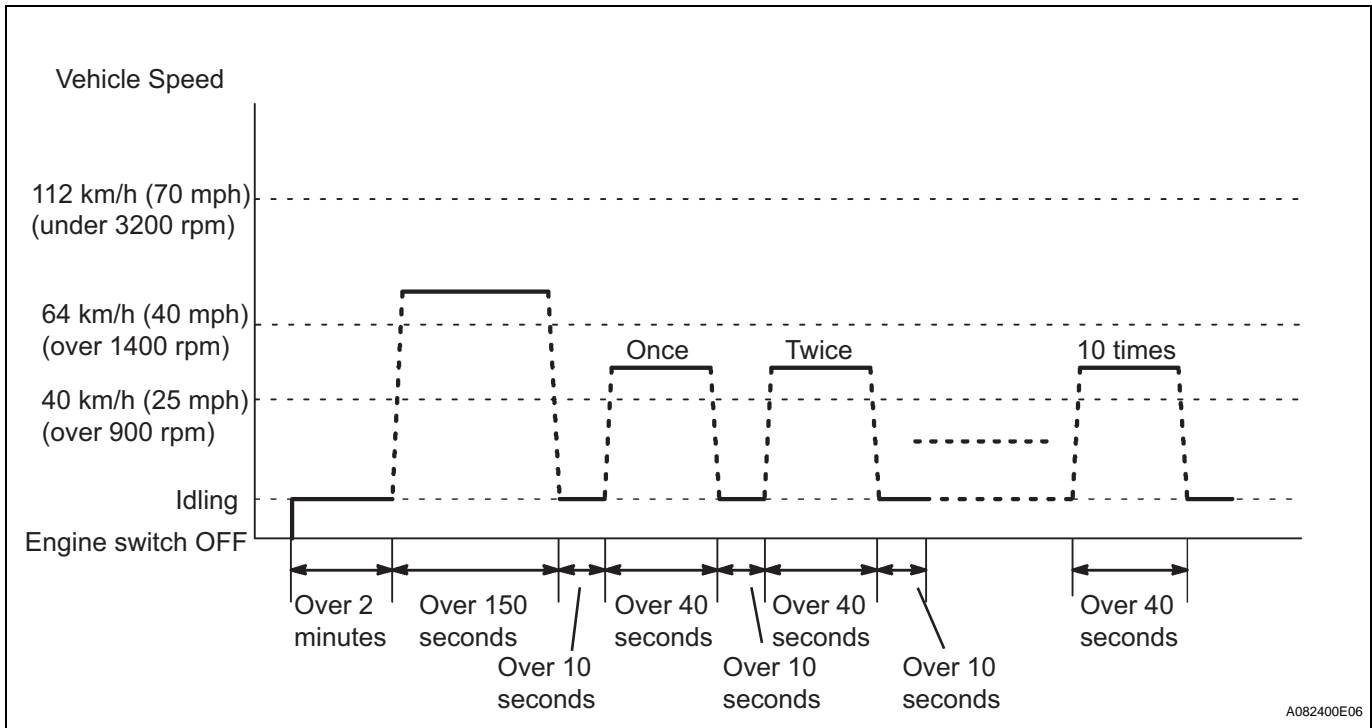 Vehicle Speed
112 km/h (70 mph)
(under 3200 rpm)
64 km/h (40 mph)
(over 1400 rpm)
Once
Twice
10 times
40 km/h (25 mph)
(over 900 rpm)
Idling
Engine switch OFF
Over 2
minutes
Over 150
seconds
Over 40
seconds
Over 40
seconds
Over 40
seconds
Over 10
seconds
Over 10
seconds
Over 10
seconds
A082400E06